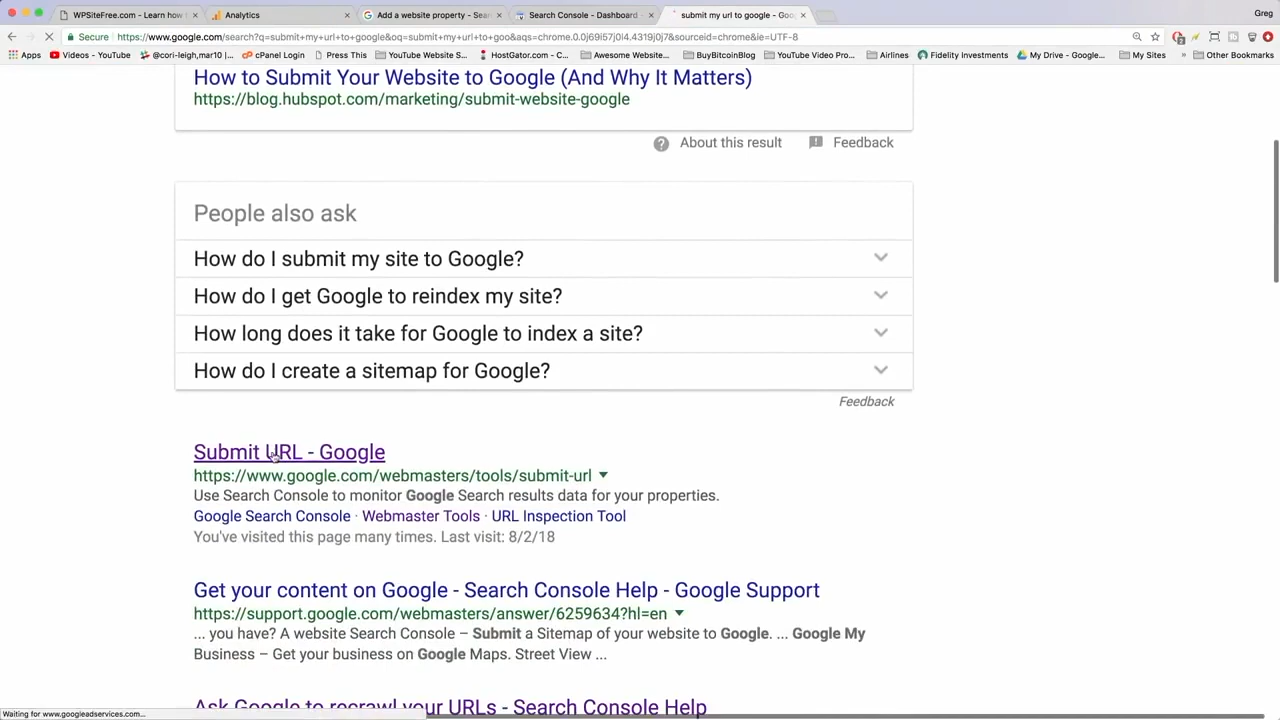 WPSiteFree.com - Learn how
Analytics
Add a website property - Sear
Search Console - Dashboard
submit my url to google - Goo
Greg
Secure
https://www.google.com/search?q=submit+my+url+to+google&oq=submit+my+url+to+goo&aqs=chrome.0.0j69i57j0l4.4319j0j7&sourceid=chrome&ie=UTF-8
Apps
Videos - YouTube
@cori-leigh,mar10 |
cPanel Login
Press This
YouTube Website S...
HostGator.com - C...
Awesome Website...
BuyBitcoinBlog
YouTube Video Pro...
Airlines
Fidelity Investments
My Drive - Google...
My Sites
Other Bookmarks
How to Submit Your Website to Google (And Why It Matters)
https://blog.hubspot.com/marketing/submit-website-google
About this result
Feedback
People also ask
How do I submit my site to Google?
How do I get Google to reindex my site?
How long does it take for Google to index a site?
How do I create a sitemap for Google?
Feedback
Submit URL - Google
https://www.google.com/webmasters/tools/submit-url
Use Search Console to monitor Google Search results data for your properties.
Google Search Console · Webmaster Tools · URL Inspection Tool
You've visited this page many times. Last visit: 8/2/18
Get your content on Google - Search Console Help - Google Support
https://support.google.com/webmasters/answer/6259634?hl=en
... you have? A website Search Console – Submit a Sitemap of your website to Google. ... Google My
Business – Get your business on Google Maps. Street View ...
Ask Google to recrawl your URLs - Search Console Help
Waiting for www.googleadservices.com...